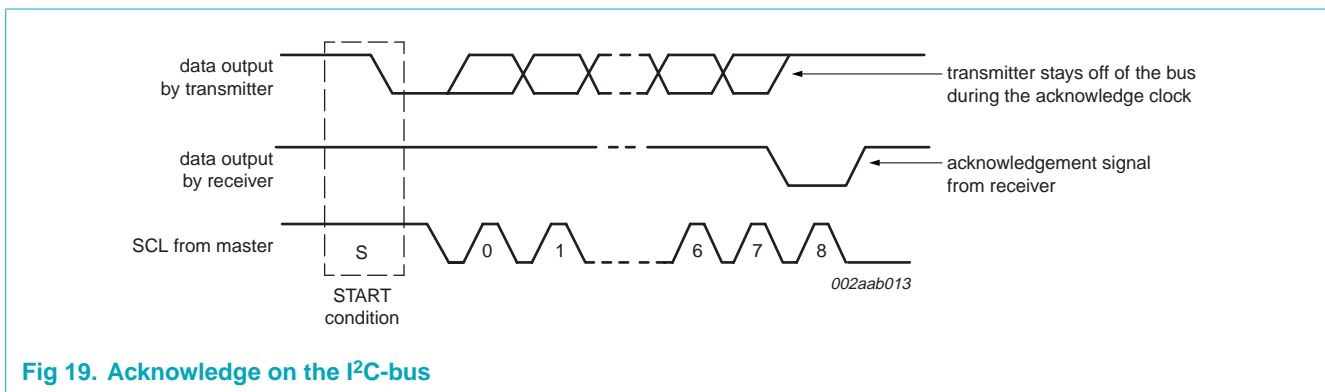 data output
by transmitter
transmitter stays off of the bus
during the acknowledge clock
data output
by receiver
acknowledgement signal
from receiver
SCL from master
S
0
1
6
7
8
002aab013
START
condition
Fig 19. Acknowledge on the I²C-bus